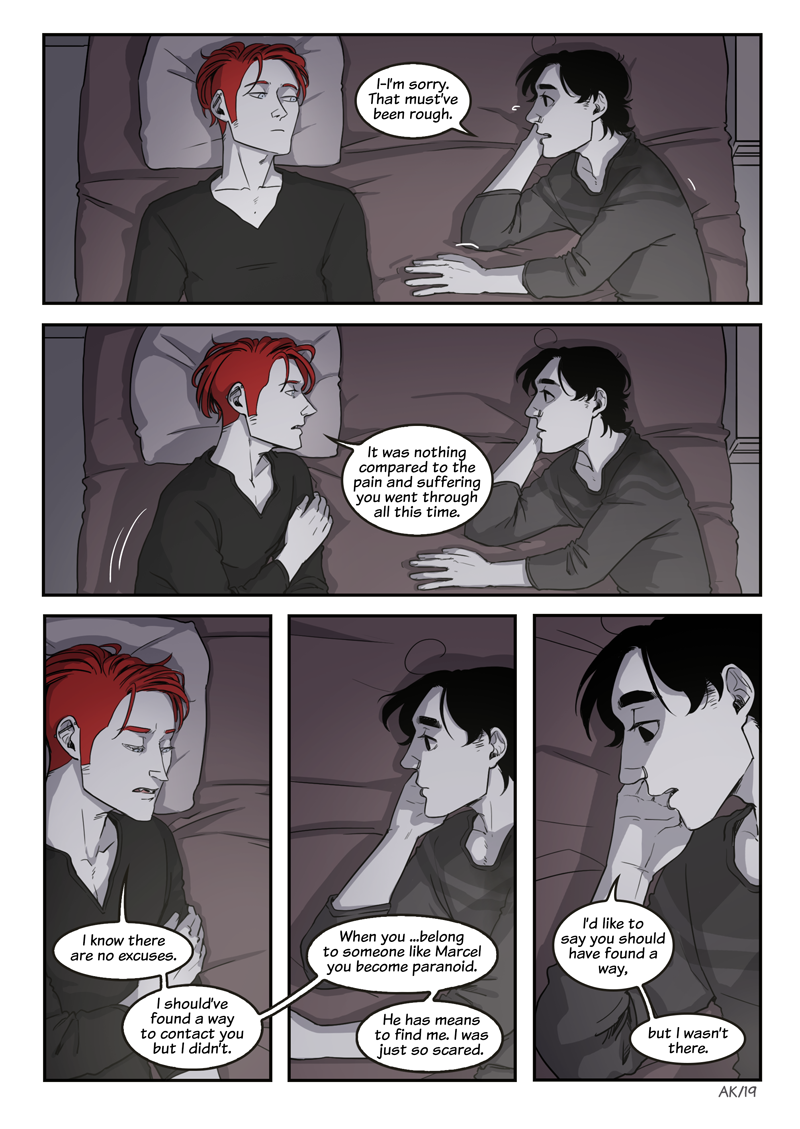 I-I'm sorry.
That must've
been rough.
It was nothing
compared to the
pain and suffering
you went through
all this time.
I know there
are no excuses.
I should've
found a way
to contact you
but I didn't.
When you ...belong
to someone like Marcel
you become paranoid.
He has means
to find me. I was
just so scared.
I'd like to
say you should
have found a
way,
but I wasn't
there.
AK/19